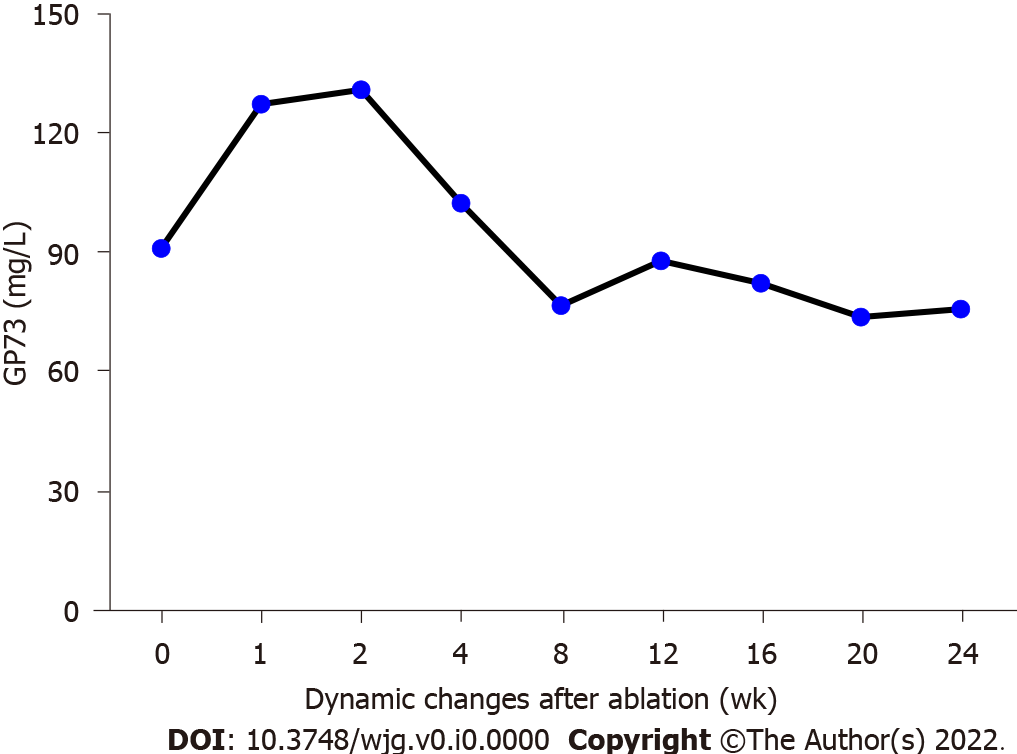 150
120
90
60
30
0
GP73 (mg/L)
0 1 2 4 8 12 16 20 24
Dynamic changes after ablation (wk)
DOI: 10.3748/wjg.v0.i0.0000 Copyright ©The Author(s) 2022.